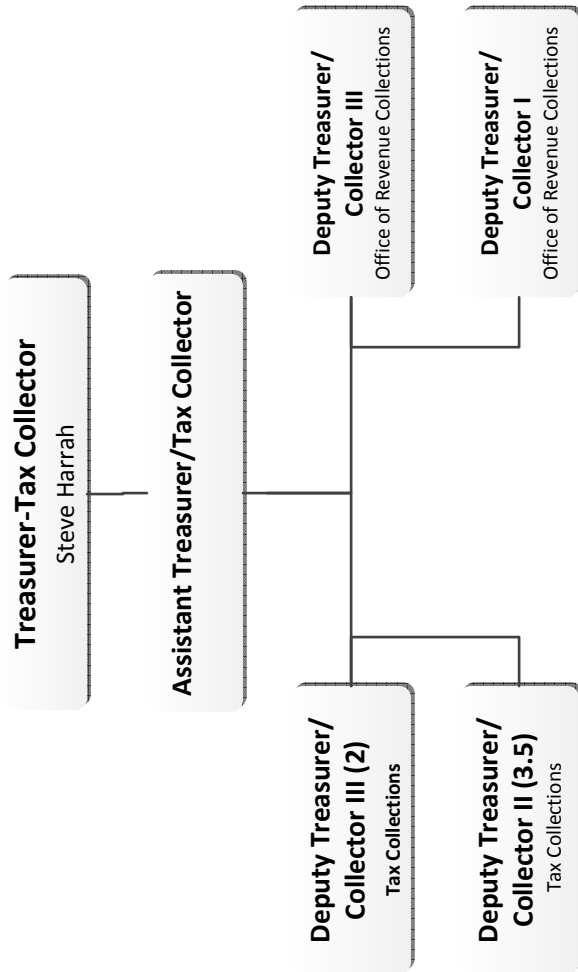 Treasurer-Tax Collector
Steve Harrah
Assistant Treasurer/Tax Collector
Deputy Treasurer/
Collector III (2)
Tax Collections
Deputy Treasurer/
Collector III
Office of Revenue Collections
Deputy Treasurer/
Collector II (3.5)
Tax Collections
Deputy Treasurer/
Collector I
Office of Revenue Collections